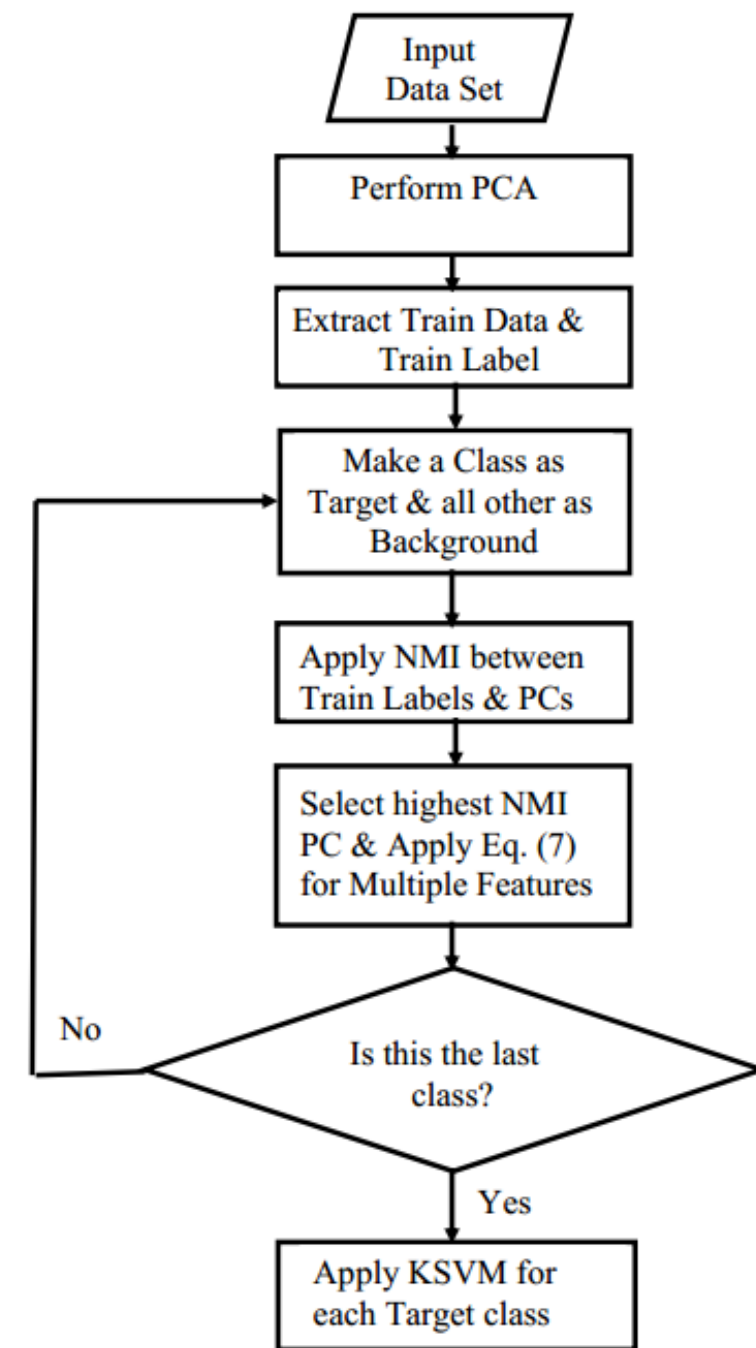 Input
Data Set
Perform PCA
Extract Train Data &
Train Label
Make a Class as
Target & all other as
Background
Apply NMI between
Train Labels & PCs
Select highest NMI
PC & Apply Eq. (7)
for Multiple Features
No
Is this the last
class?
Yes
Apply KSVM for
each Target class